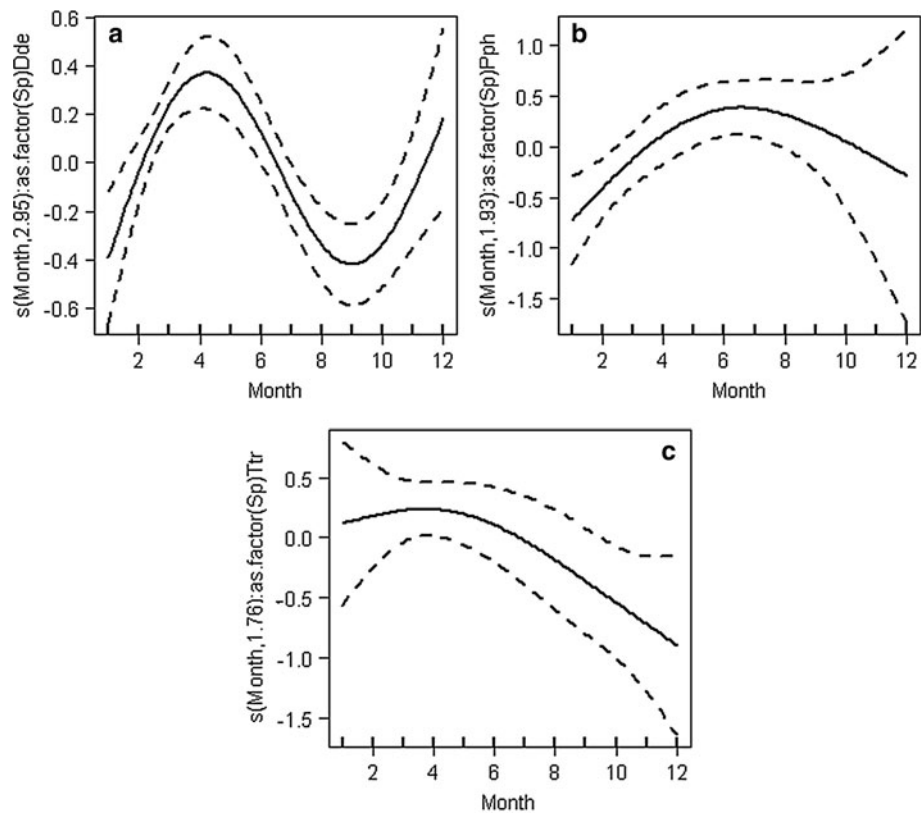 a
s(Month,2.95):as.factor(Sp)Dde
0.6
0.4
0.2
0.0
-0.2
-0.4
-0.6
2 4 6 8 10 12
Month
b
s(Month,1.93):as.factor(Sp)Pph
1.0
0.5
0.0
-0.5
-1.0
-1.5
2 4 6 8 10 12
Month
c
s(Month,1.76):as.factor(Sp)Ttr
0.5
0.0
-0.5
-1.0
-1.5
2 4 6 8 10 12
Month